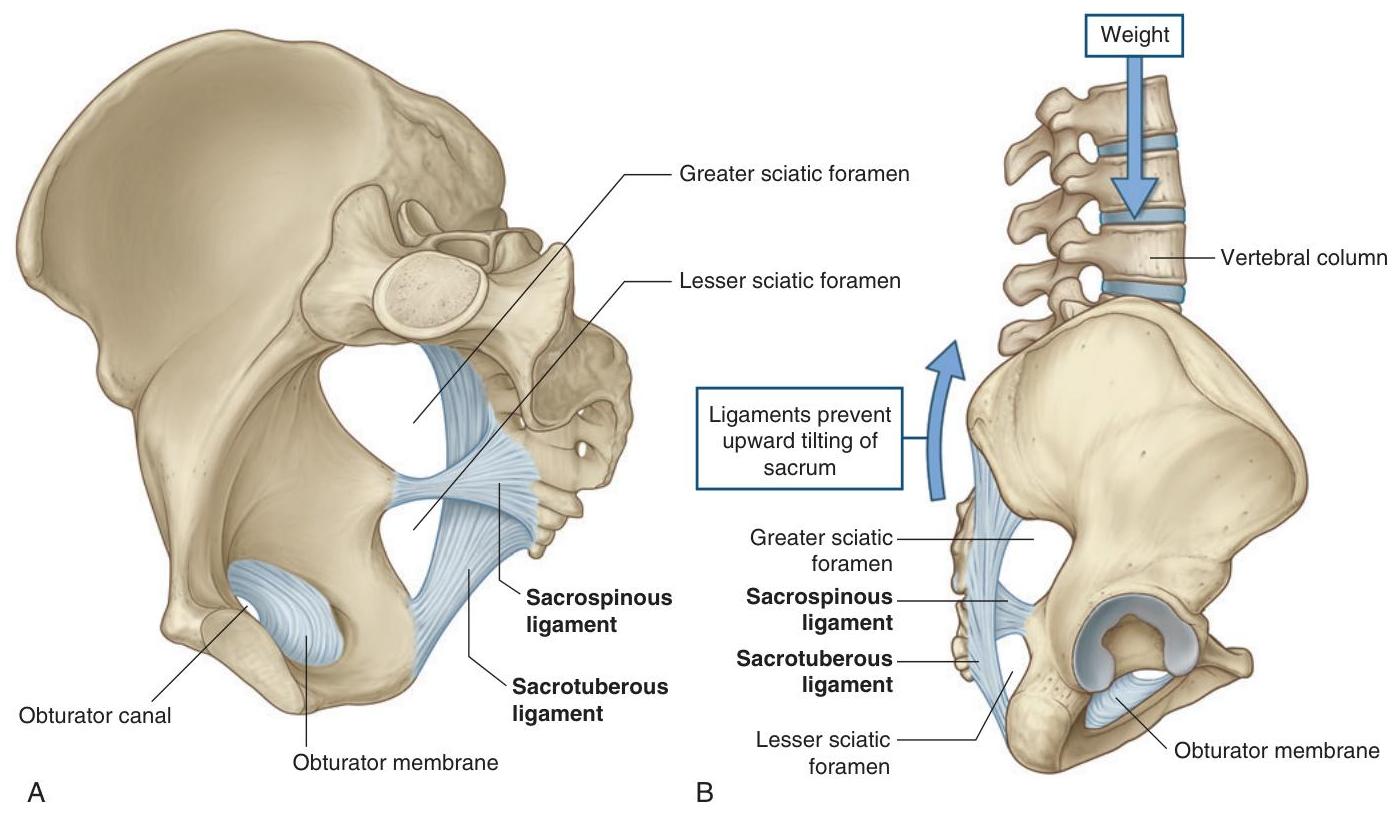 Greater sciatic foramen
Lesser sciatic foramen
Sacrospinous
ligament
Sacrotuberous
ligament
Obturator canal
Obturator membrane
A
Weight
Vertebral column
Ligaments prevent
upward tilting of
sacrum
Greater sciatic
foramen
Sacrospinous
ligament
Sacrotuberous
ligament
Lesser sciatic
foramen
Obturator membrane
B